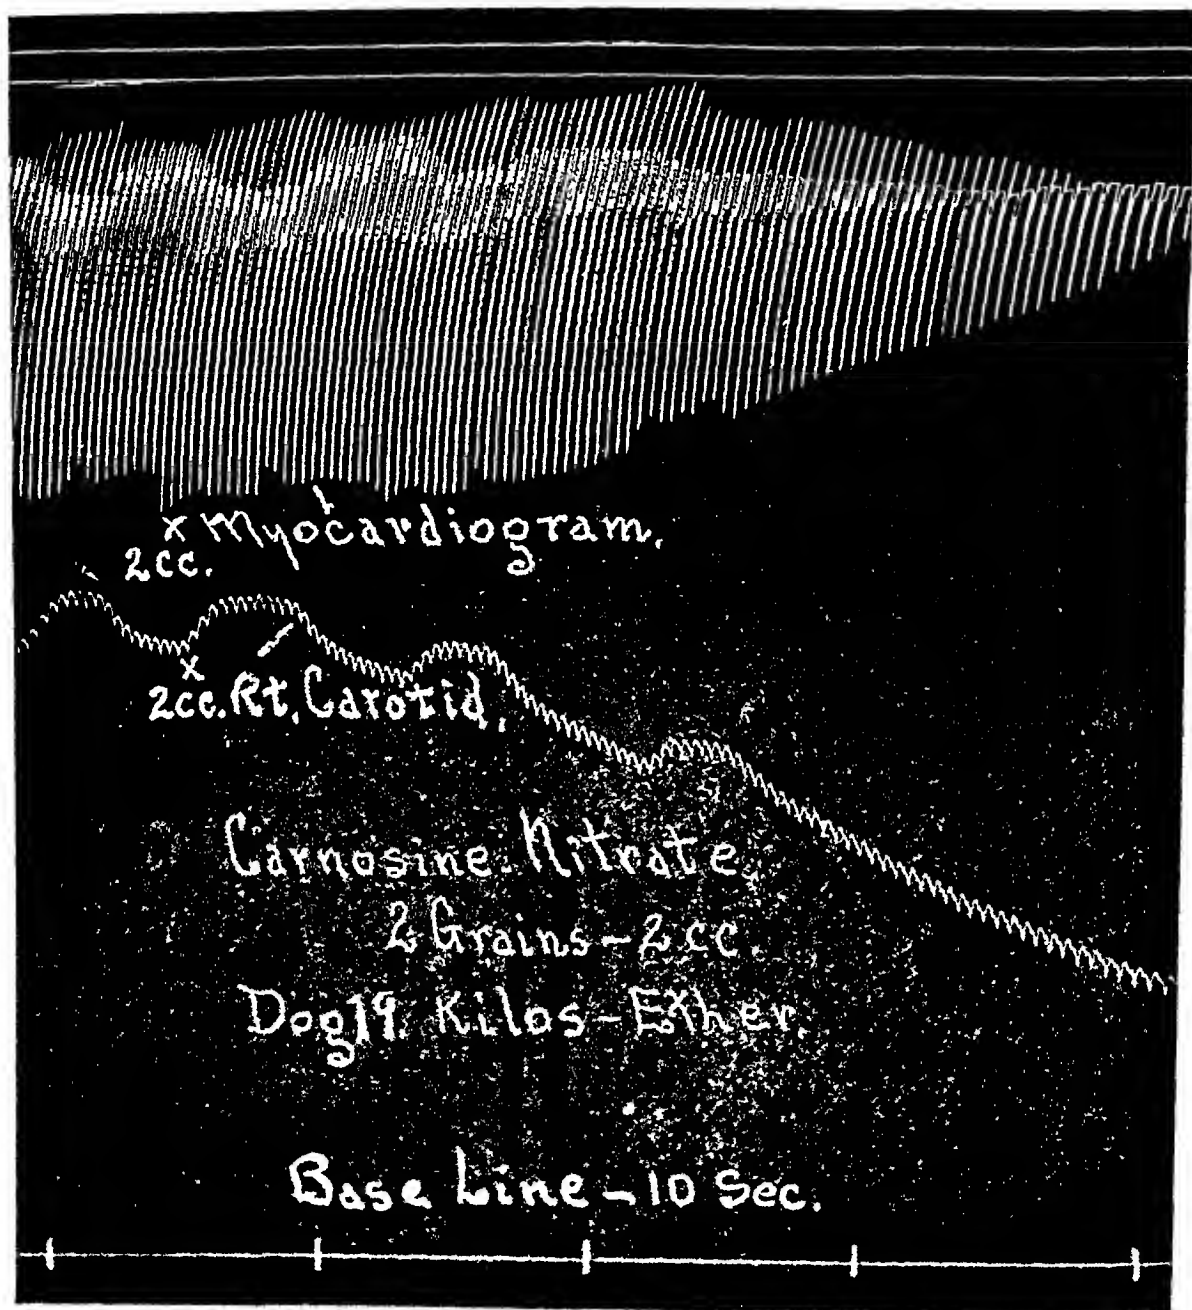 x Myocardiogram.
2cc.
x
2cc. Rt. Carotid.
Carnosine Nitrate
2 Grains - 2 cc.
Dog 19. Kilos - Ether.
Base Line - 10 Sec.